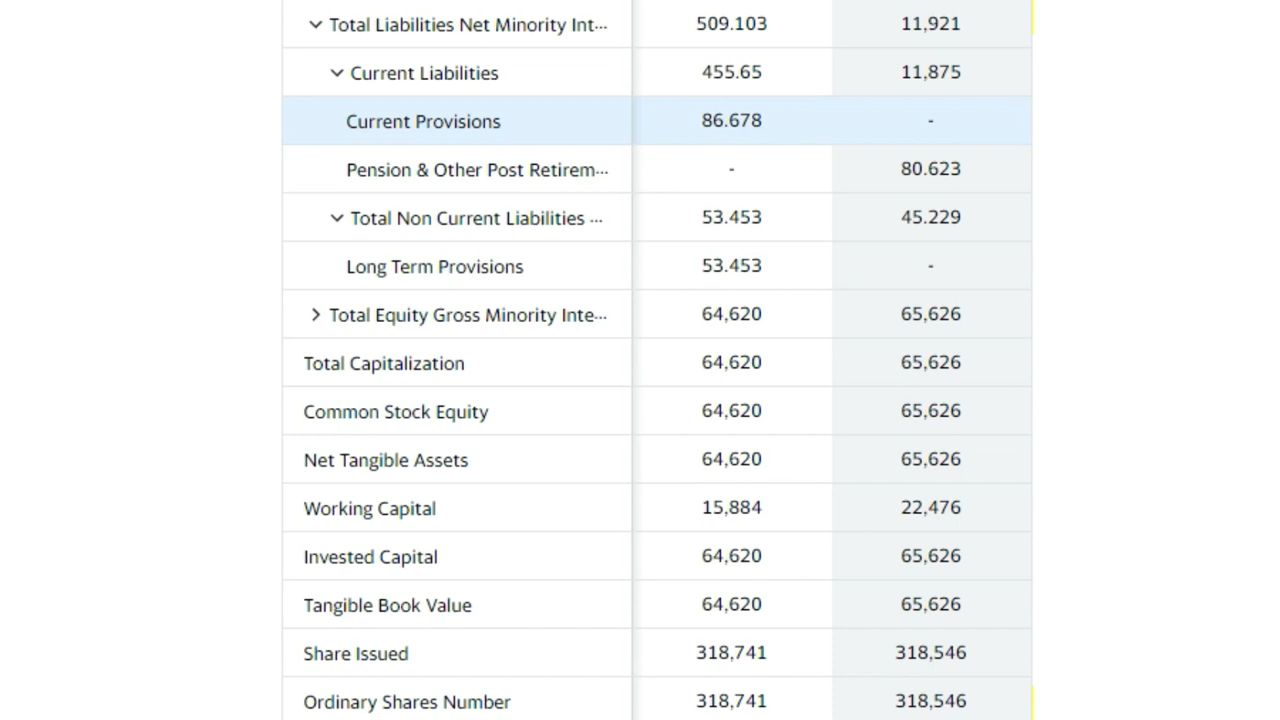 Total Liabilities Net Minority Int... 509.103 11,921
Current Liabilities 455.65 11,875
Current Provisions 86.678 -
Pension & Other Post Retirem... - 80.623
Total Non Current Liabilities ... 53.453 45.229
Long Term Provisions 53.453 -
Total Equity Gross Minority Inte... 64,620 65,626
Total Capitalization 64,620 65,626
Common Stock Equity 64,620 65,626
Net Tangible Assets 64,620 65,626
Working Capital 15,884 22,476
Invested Capital 64,620 65,626
Tangible Book Value 64,620 65,626
Share Issued 318,741 318,546
Ordinary Shares Number 318,741 318,546